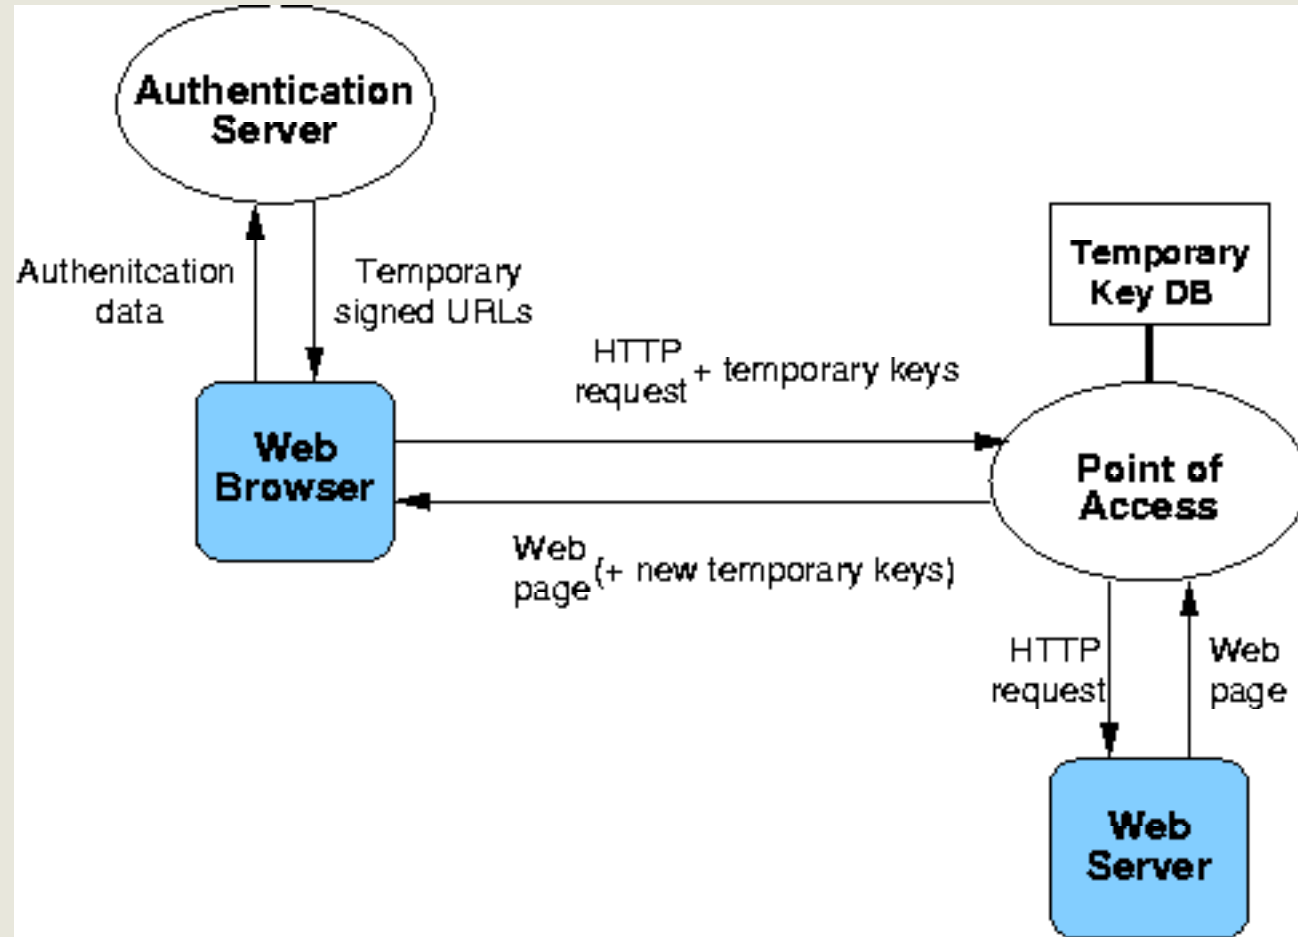 Authentication
Server
Authenitcation
data
Temporary
signed URLs
Temporary
Key DB
HTTP
request + temporary keys
Web
Browser
Point of
Access
Web
page (+ new temporary keys)
HTTP
request
Web
page
Web
Server